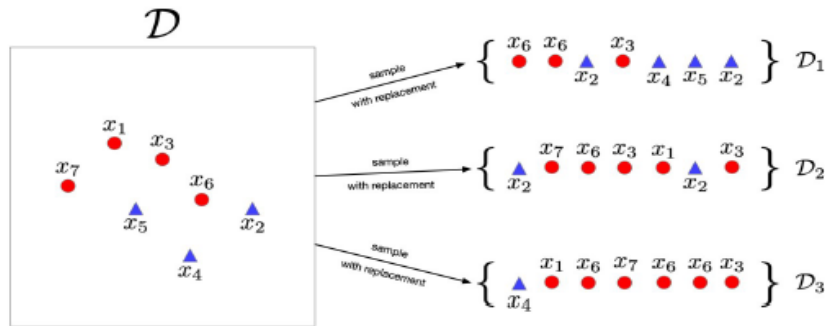 𝒟
x₁
x₃
x₇
x₆
x₅
x₂
x₄
sample
with replacement
sample
with replacement
sample
with replacement
{ x₆ x₆ x₂ x₃ x₄ x₅ x₂ } 𝒟₁
{ x₂ x₇ x₆ x₃ x₁ x₂ x₃ } 𝒟₂
{ x₄ x₁ x₆ x₇ x₆ x₆ x₃ } 𝒟₃